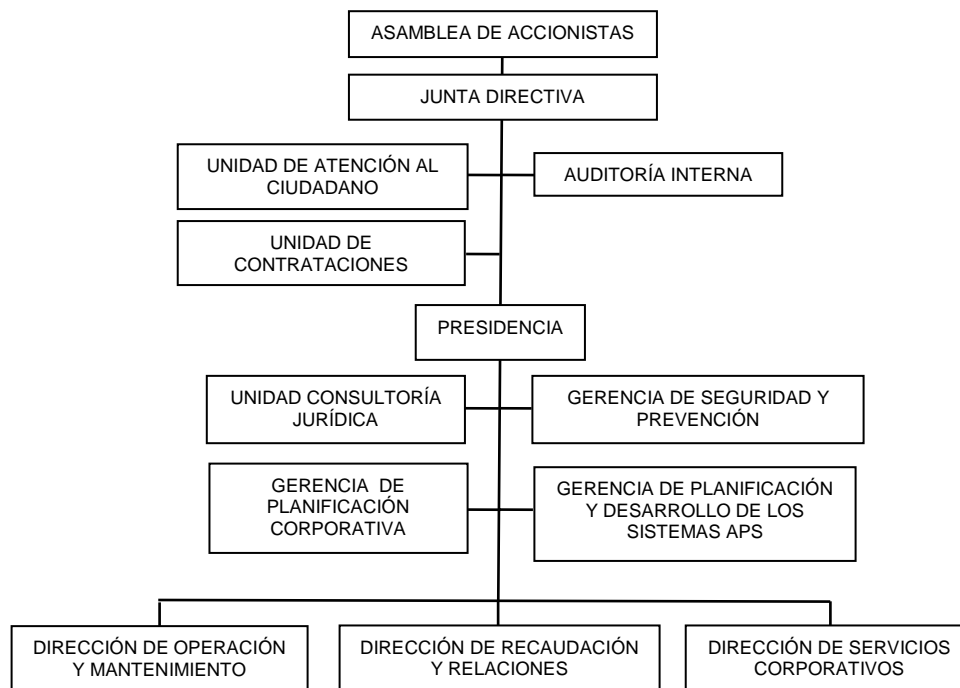 ASAMBLEA DE ACCIONISTAS
JUNTA DIRECTIVA
UNIDAD DE ATENCIÓN AL
CIUDADANO
AUDITORÍA INTERNA
UNIDAD DE
CONTRATACIONES
PRESIDENCIA
UNIDAD CONSULTORÍA
JURÍDICA
GERENCIA DE SEGURIDAD Y
PREVENCIÓN
GERENCIA DE
PLANIFICACIÓN
CORPORATIVA
GERENCIA DE PLANIFICACIÓN
Y DESARROLLO DE LOS
SISTEMAS APS
DIRECCIÓN DE OPERACIÓN
Y MANTENIMIENTO
DIRECCIÓN DE RECAUDACIÓN
Y RELACIONES
DIRECCIÓN DE SERVICIOS
CORPORATIVOS